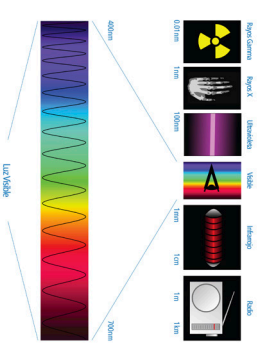 Rayos Gamma
Rayos X
Ultravioleta
Visible
Infrarrojo
Radio
0,01nm
1nm
100nm
1mm
1cm
1m
1km
400nm
700nm
Luz Visible